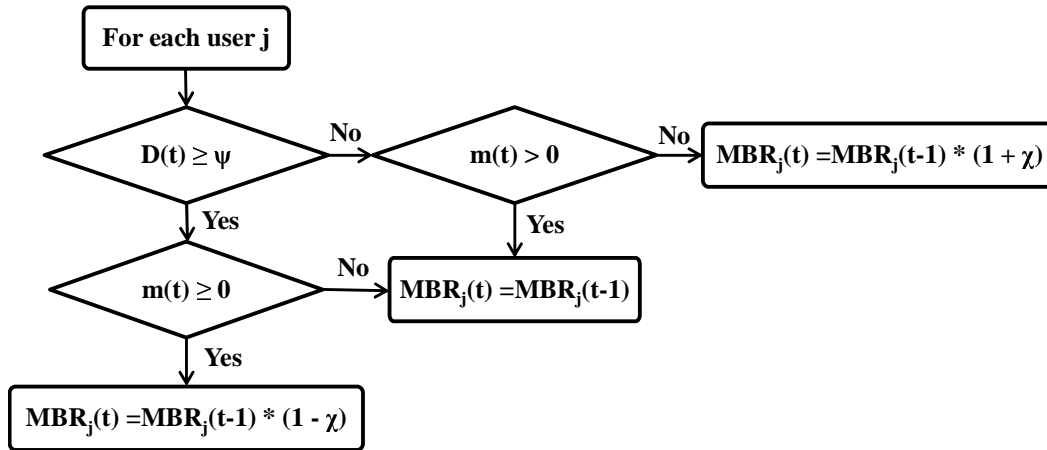 For each user j
D(t) ≥ ψ
No
m(t) > 0
No
MBRj(t) =MBRj(t-1) * (1 + χ)
Yes
Yes
m(t) ≥ 0
No
MBRj(t) =MBRj(t-1)
Yes
MBRj(t) =MBRj(t-1) * (1 - χ)